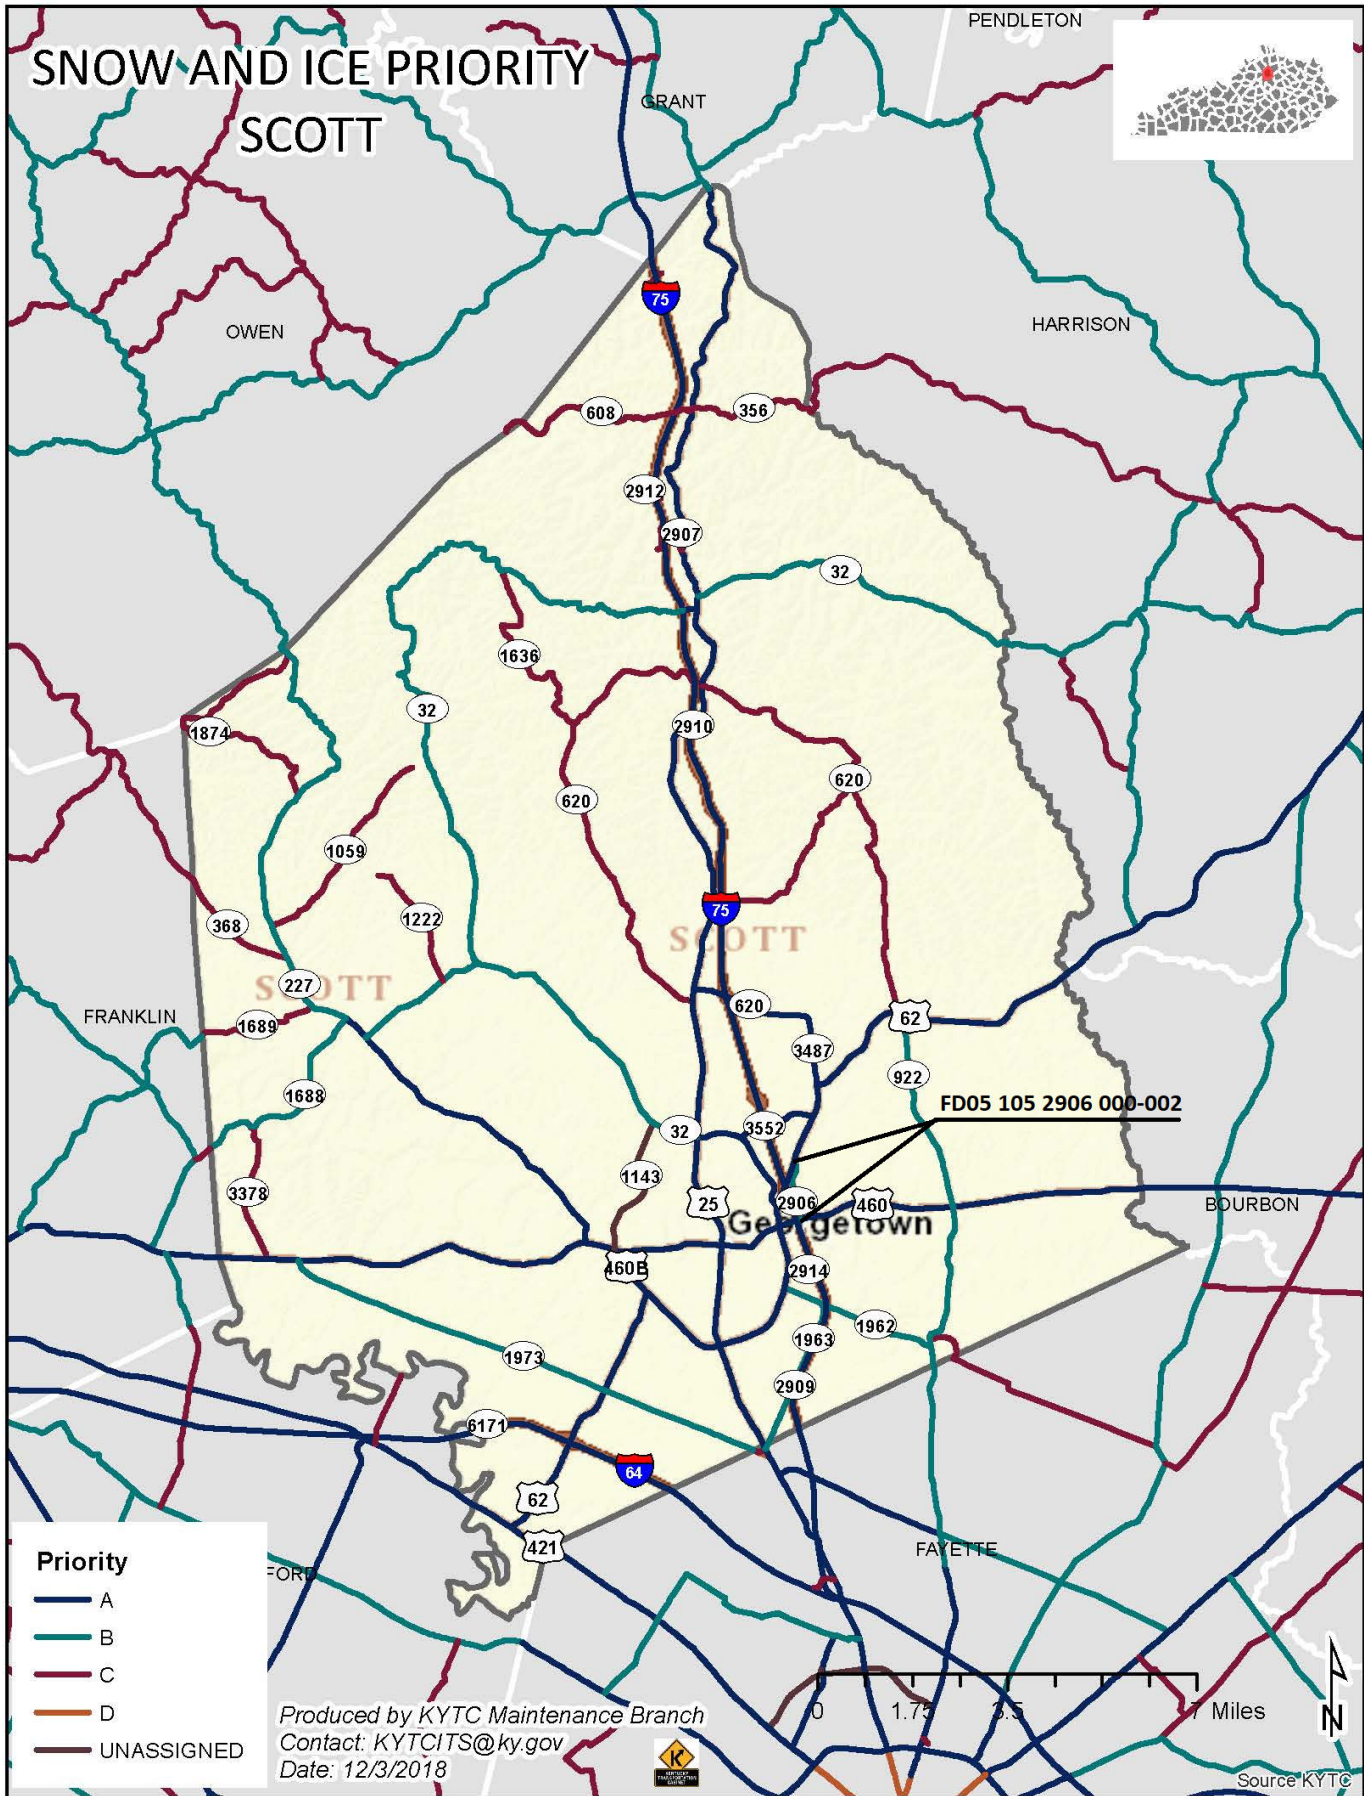 SNOW AND ICE PRIORITY
SCOTT
PENDLETON
GRANT
OWEN
HARRISON
75
608
356
2912
2907
32
1636
32
1874
2910
620
620
1059
75
368
1222
SCOTT
SCOTT
227
FRANKLIN
1689
620
62
3487
922
1688
FD05 105 2906 000-002
32
3552
1143
3378
25
2906
460
BOURBON
Georgetown
460B
2914
1962
1963
1973
2909
6171
64
62
421
FAYETTE
FORD
Priority
A
B
C
D
UNASSIGNED
Produced by KYTC Maintenance Branch
Contact: KYTCITS@ky.gov
Date: 12/3/2018
0 1.75 3.5 7 Miles
N
Source KYTC